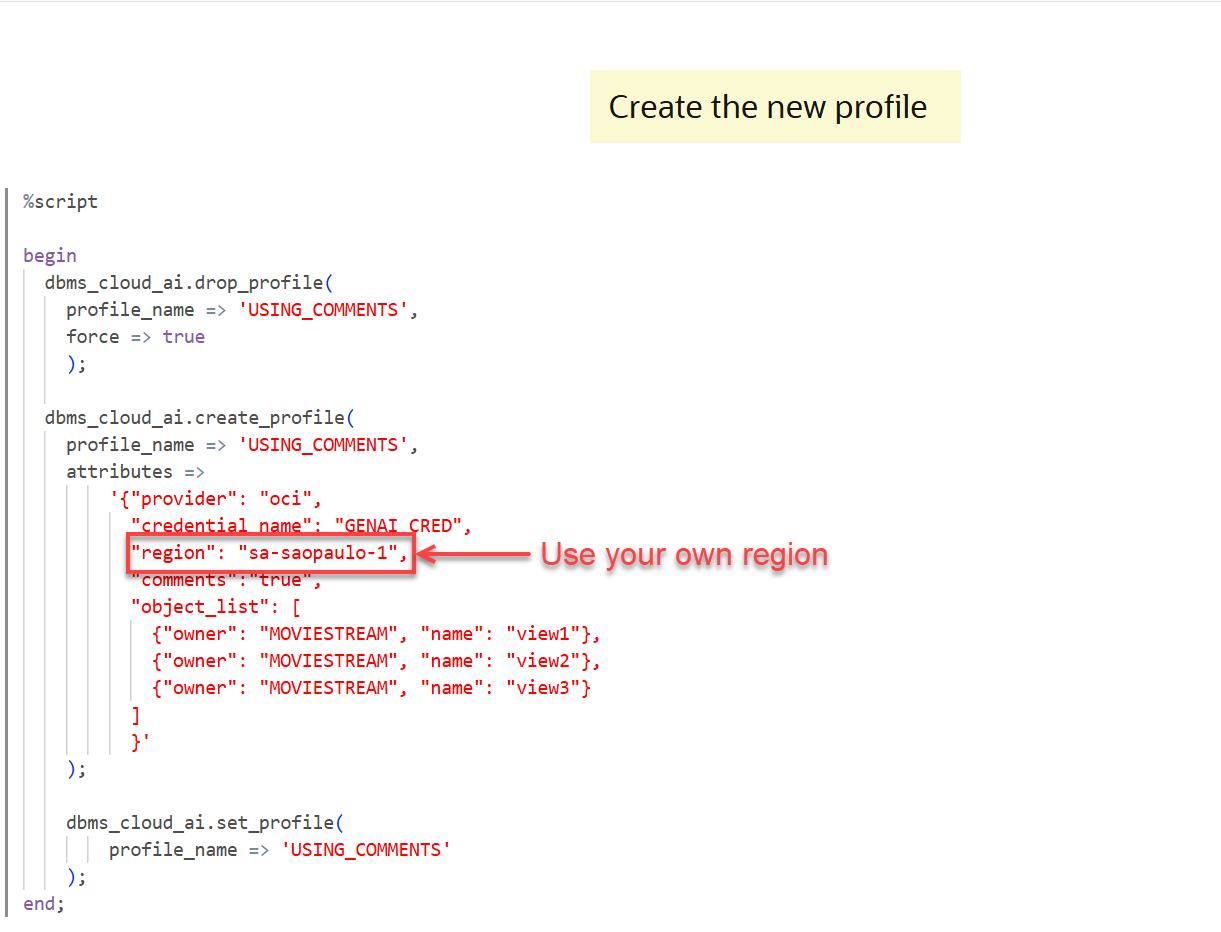 Create the new profile
%script
begin
dbms_cloud_ai.drop_profile(
profile_name => 'USING_COMMENTS',
force => true
);
dbms_cloud_ai.create_profile(
profile_name => 'USING_COMMENTS',
attributes =>
'{"provider": "oci",
"credential_name": "GENAI_CRED",
"region": "sa-saopaulo-1", Use your own region
"comments":"true",
"object_list": [
{"owner": "MOVIESTREAM", "name": "view1"},
{"owner": "MOVIESTREAM", "name": "view2"},
{"owner": "MOVIESTREAM", "name": "view3"}
]
}'
);
dbms_cloud_ai.set_profile(
profile_name => 'USING_COMMENTS'
);
end;